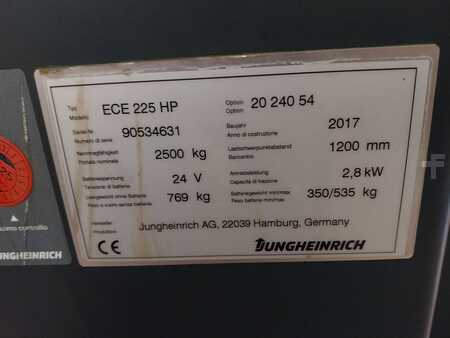 Typ
Modello
ECE 225 HP
Option
Option
20 240 54
Serien-Nr
Numero di serie
90534631
Baujahr
Anno di costruzione
2017
Nenntragfähigkeit
Portata nominale
2500 kg
Lastschwerpunktabstand
Baricentro
1200 mm
Batteriespannung
Tensione di batteria
24 V
Antriebsleistung
Capacità di trazione
2,8 kW
Leergewicht ohne Batterie
Peso a vuoto senza batteria
769 kg
Batteriegewicht min/max
Peso batteria min/max
350/535 kg
Hersteller
Produttore
Jungheinrich AG, 22039 Hamburg, Germany
CE
JUNGHEINRICH
controllo
JUNGHEINRICH